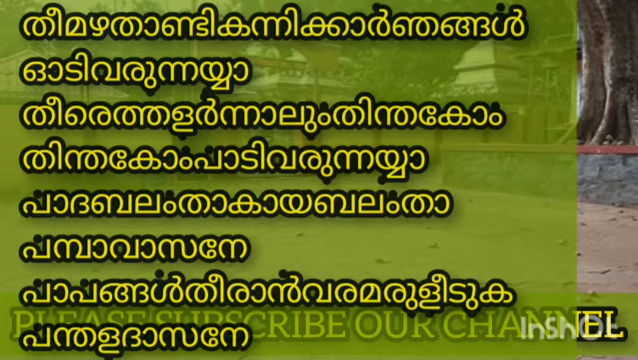 തീമഴതാണ്ടികന്നിക്കാർഞങ്ങൾ
ഓടിവരുന്നയ്യാ
തീരെത്തളർന്നാലുംതിന്തകോം
തിന്തകോംപാടിവരുന്നയ്യാ
പാദബലംതാകായബലംതാ
പമ്പാവാസനേ
പാപങ്ങൾതീരാൻവരമരുളീടുക
PLEASE SUBSCRIBE OUR CHANNEL
InShOt
പന്തളദാസനേ